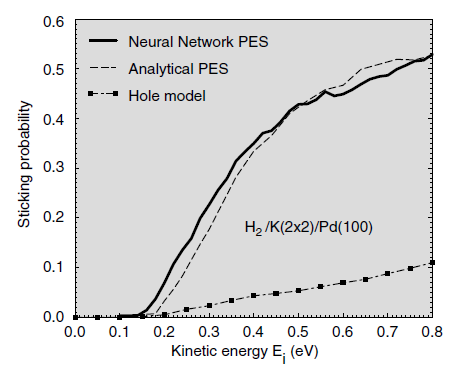 0.6
Neural Network PES
0.5
Analytical PES
Hole model
0.4
Sticking probability
0.3
0.2
H2/K(2x2)/Pd(100)
0.1
0.0
0.0 0.1 0.2 0.3 0.4 0.5 0.6 0.7 0.8
Kinetic energy Ei (eV)